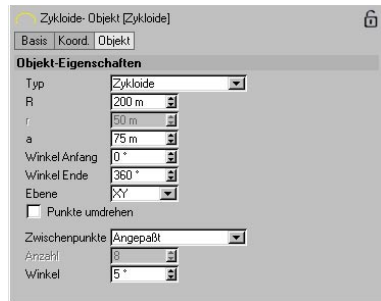 Zykloide- Objekt [Zykloide]
Basis Koord. Objekt
Objekt-Eigenschaften
Typ Zykloide
R 200 m
r 50 m
a 75 m
Winkel Anfang 0 °
Winkel Ende 360 °
Ebene XY
Punkte umdrehen
Zwischenpunkte Angepaßt
Anzahl 8
Winkel 5 °